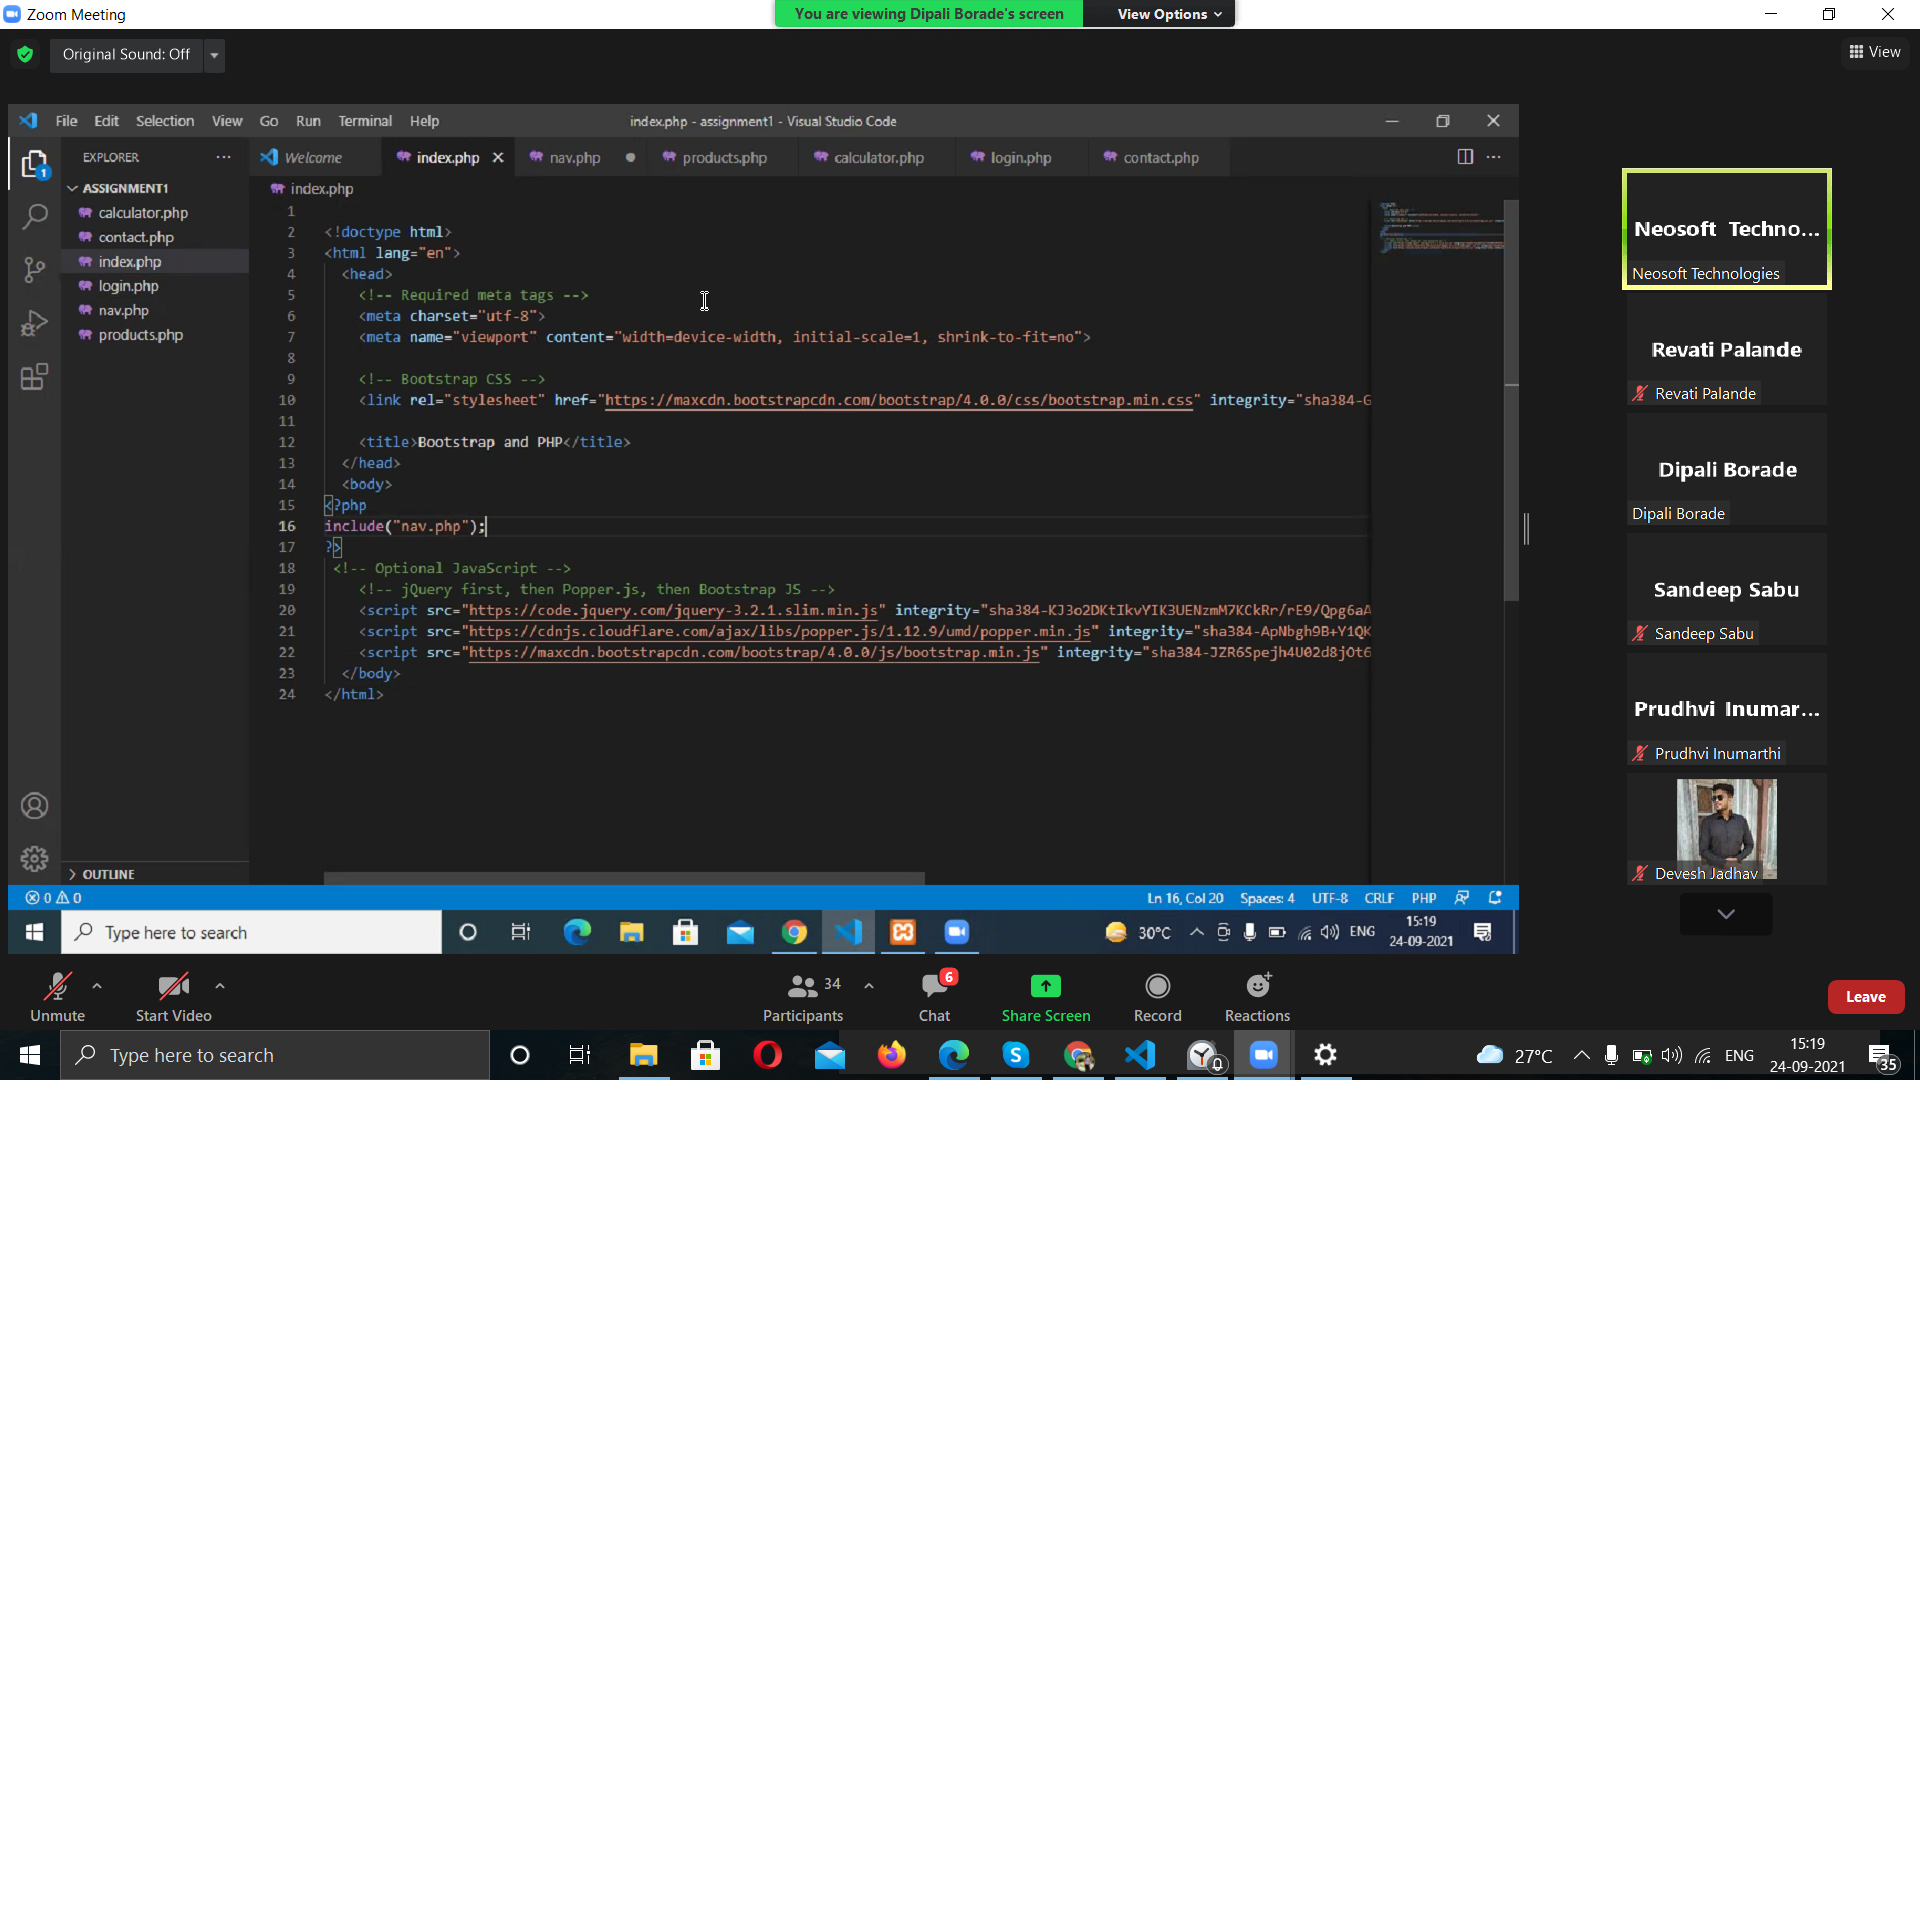 Zoom Meeting
You are viewing Dipali Borade's screen
View Options
Original Sound: Off
View
File Edit Selection View Go Run Terminal Help
index.php - assignment1 - Visual Studio Code
EXPLORER
Welcome
index.php
nav.php
products.php
calculator.php
login.php
contact.php
ASSIGNMENT1
calculator.php
contact.php
index.php
login.php
nav.php
products.php
OUTLINE
index.php
1
2 <!doctype html>
3 <html lang="en">
4 <head>
5 <!-- Required meta tags -->
6 <meta charset="utf-8">
7 <meta name="viewport" content="width=device-width, initial-scale=1, shrink-to-fit=no">
8
9 <!-- Bootstrap CSS -->
10 <link rel="stylesheet" href="https://maxcdn.bootstrapcdn.com/bootstrap/4.0.0/css/bootstrap.min.css" integrity="sha384-G
11
12 <title>Bootstrap and PHP</title>
13 </head>
14 <body>
15 <?php
16 include("nav.php");
17 ?>
18 <!-- Optional JavaScript -->
19 <!-- jQuery first, then Popper.js, then Bootstrap JS -->
20 <script src="https://code.jquery.com/jquery-3.2.1.slim.min.js" integrity="sha384-KJ3o2DKtIkvYIK3UENzmM7KCkRr/rE9/Qpg6aA
21 <script src="https://cdnjs.cloudflare.com/ajax/libs/popper.js/1.12.9/umd/popper.min.js" integrity="sha384-ApNbgh9B+Y1QK
22 <script src="https://maxcdn.bootstrapcdn.com/bootstrap/4.0.0/js/bootstrap.min.js" integrity="sha384-JZR6Spejh4U02d8jOt6
23 </body>
24 </html>
0 0
Ln 16, Col 20 Spaces: 4 UTF-8 CRLF PHP
Type here to search
30°C
ENG
15:19
24-09-2021
Neosoft Techno...
Neosoft Technologies
Revati Palande
Revati Palande
Dipali Borade
Dipali Borade
Sandeep Sabu
Sandeep Sabu
Prudhvi Inumar...
Prudhvi Inumarthi
Devesh Jadhav
Unmute
Start Video
34
Participants
6
Chat
Share Screen
Record
Reactions
Leave
Type here to search
27°C
ENG
15:19
24-09-2021
35